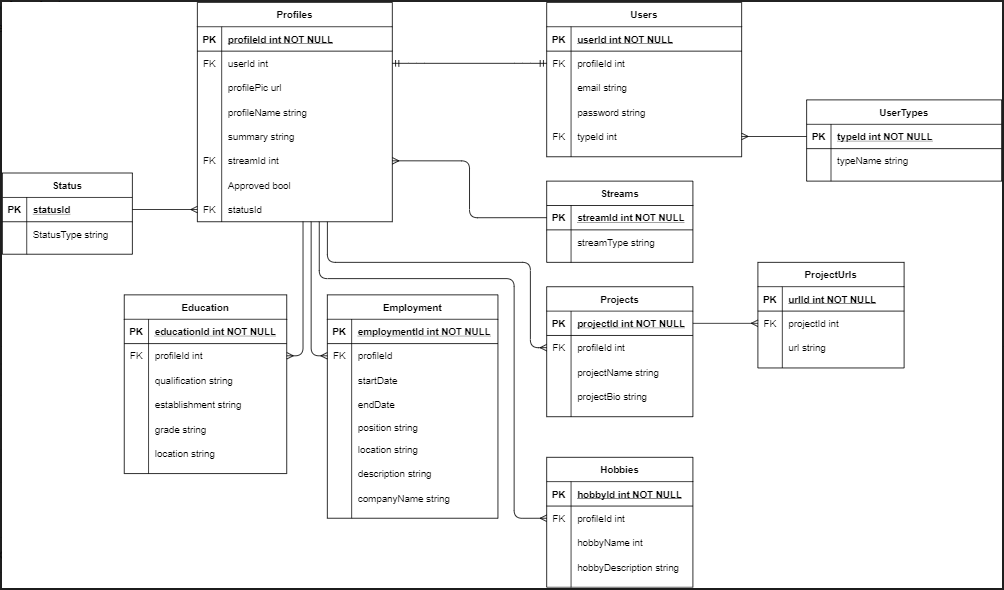 Profiles
PK profileId int NOT NULL
FK userId int
profilePic url
profileName string
summary string
FK streamId int
Approved bool
FK statusId
Users
PK userId int NOT NULL
FK profileId int
email string
password string
FK typeId int
UserTypes
PK typeId int NOT NULL
typeName string
Status
PK statusId
StatusType string
Streams
PK streamId int NOT NULL
streamType string
Education
PK educationId int NOT NULL
FK profileId int
qualification string
establishment string
grade string
location string
Employment
PK employmentId int NOT NULL
FK profileId
startDate
endDate
position string
location string
description string
companyName string
Projects
PK projectId int NOT NULL
FK profileId int
projectName string
projectBio string
ProjectUrls
PK urlId int NOT NULL
FK projectId int
url string
Hobbies
PK hobbyId int NOT NULL
FK profileId int
hobbyName int
hobbyDescription string